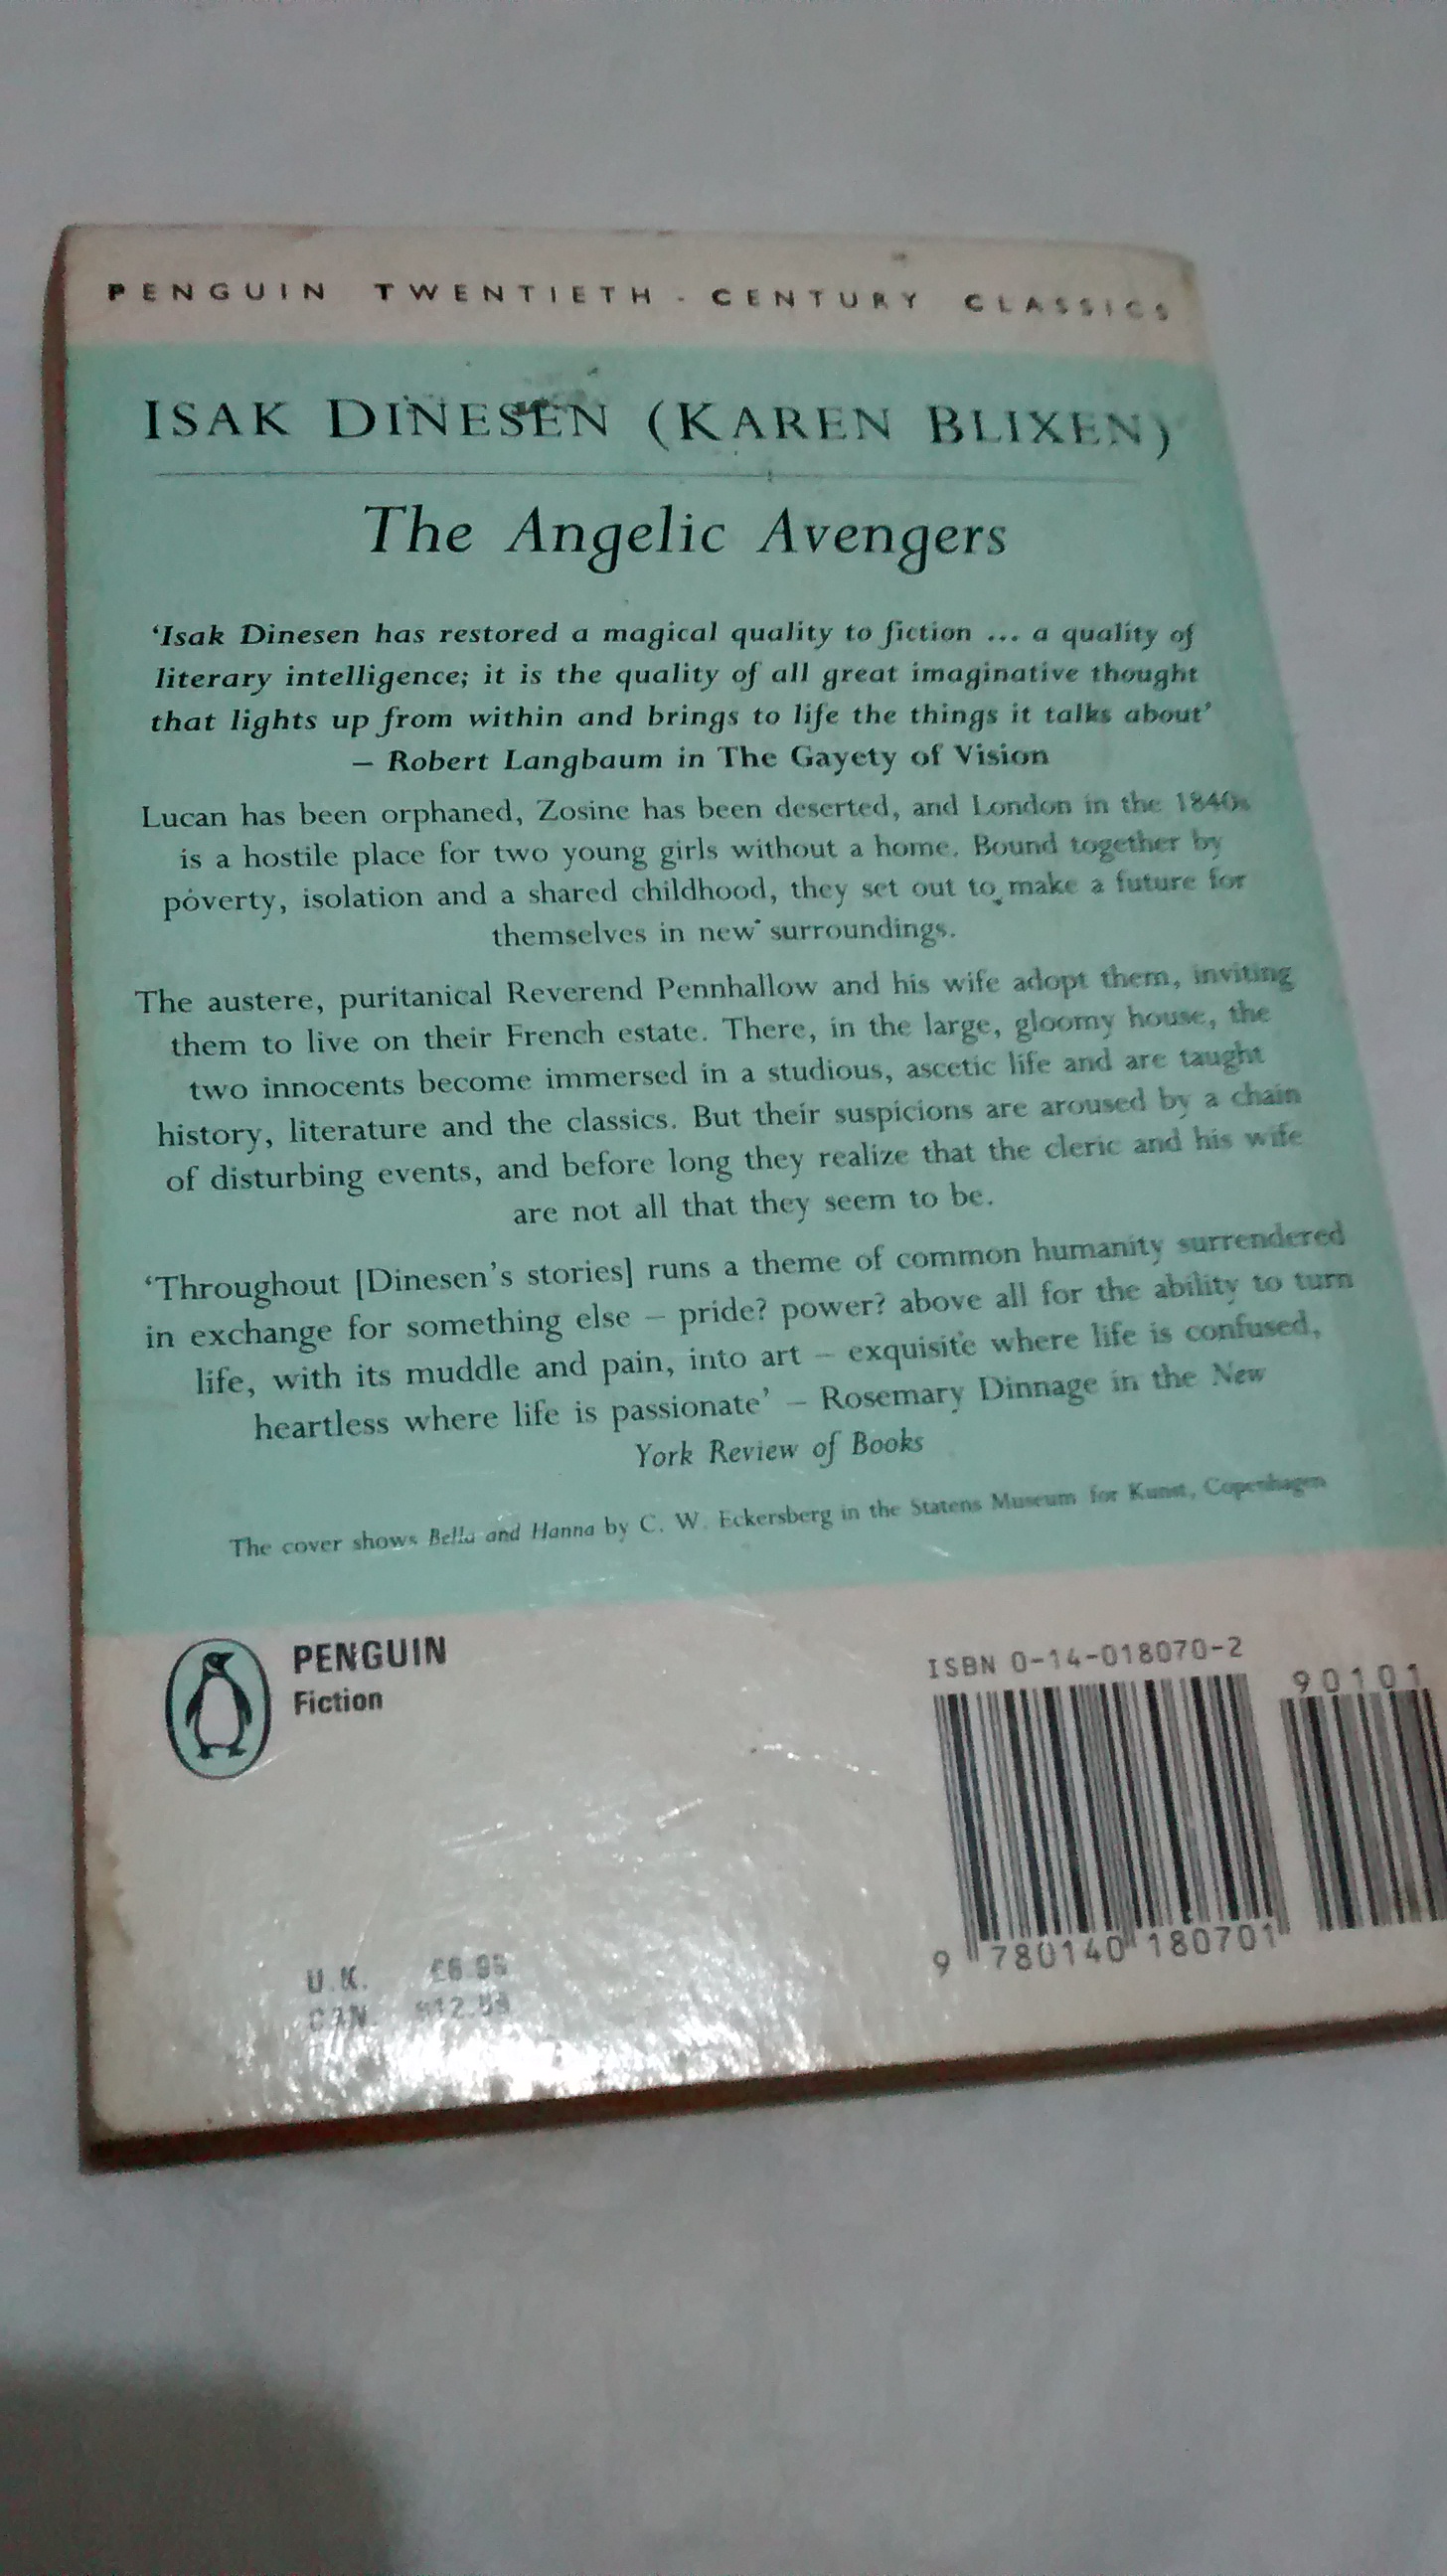 PENGUIN TWENTIETH-CENTURY CLASSICS
ISAK DINESEN (KAREN BLIXEN)
The Angelic Avengers
‘Isak Dinesen has restored a magical quality to fiction ... a quality of
literary intelligence; it is the quality of all great imaginative thought
that lights up from within and brings to life the things it talks about’
– Robert Langbaum in The Gayety of Vision
Lucan has been orphaned, Zosine has been deserted, and London in the 1840s
is a hostile place for two young girls without a home. Bound together by
poverty, isolation and a shared childhood, they set out to make a future for
themselves in new surroundings.
The austere, puritanical Reverend Pennhallow and his wife adopt them, inviting
them to live on their French estate. There, in the large, gloomy house, the
two innocents become immersed in a studious, ascetic life and are taught
history, literature and the classics. But their suspicions are aroused by a chain
of disturbing events, and before long they realize that the cleric and his wife
are not all that they seem to be.
‘Throughout [Dinesen’s stories] runs a theme of common humanity surrendered
in exchange for something else – pride? power? above all for the ability to turn
life, with its muddle and pain, into art – exquisite where life is confused,
heartless where life is passionate’ – Rosemary Dinnage in the New
York Review of Books
The cover shows Bella and Hanna by C. W. Eckersberg in the Statens Museum for Kunst, Copenhagen
PENGUIN
Fiction
ISBN 0-14-018070-2
90101
9 780140 180701
U.K. £6.95
CAN. $12.99